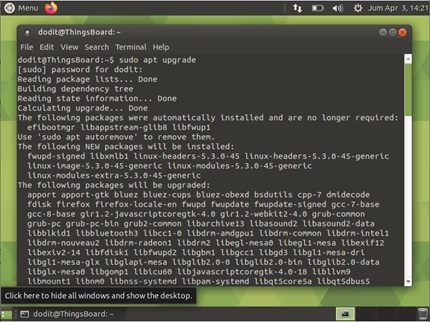 Menu
Jum Apr 3, 14:21
dodit@ThingsBoard: ~
File Edit View Search Terminal Help
dodit@ThingsBoard:~$ sudo apt upgrade
[sudo] password for dodit:
Reading package lists... Done
Building dependency tree
Reading state information... Done
Calculating upgrade... Done
The following packages were automatically installed and are no longer required:
efibootmgr libappstream-glib8 libfwup1
Use 'sudo apt autoremove' to remove them.
The following NEW packages will be installed:
fwupd-signed libxmlb1 linux-headers-5.3.0-45 linux-headers-5.3.0-45-generic
linux-image-5.3.0-45-generic linux-modules-5.3.0-45-generic
linux-modules-extra-5.3.0-45-generic
The following packages will be upgraded:
apport apport-gtk bluez bluez-cups bluez-obexd bsdutils cpp-7 dmidecode
fdisk firefox firefox-locale-en fwupd fwupdate fwupdate-signed gcc-7-base
gcc-8-base gir1.2-javascriptcoregtk-4.0 gir1.2-webkit2-4.0 grub-common
grub-pc grub-pc-bin grub2-common libarchive13 libasound2 libasound2-data
libblkid1 libbluetooth3 libcc1-0 libdrm-amdgpu1 libdrm-common libdrm-intel1
libdrm-nouveau2 libdrm-radeon1 libdrm2 libegl-mesa0 libegl1-mesa libexif12
libexiv2-14 libfdisk1 libfwupd2 libgbm1 libgcc1 libgd3 libgl1-mesa-dri
libgl1-mesa-glx libglapi-mesa libglib2.0-0 libglib2.0-bin libglib2.0-data
libglx-mesa0 libgomp1 libicu60 libjavascriptcoregtk-4.0-18 libllvm9
libmount1 libnm0 libnss-systemd libpam-systemd libqt5core5a libqt5dbus5
Click here to hide all windows and show the desktop.
dodit@ThingsBoard: ~